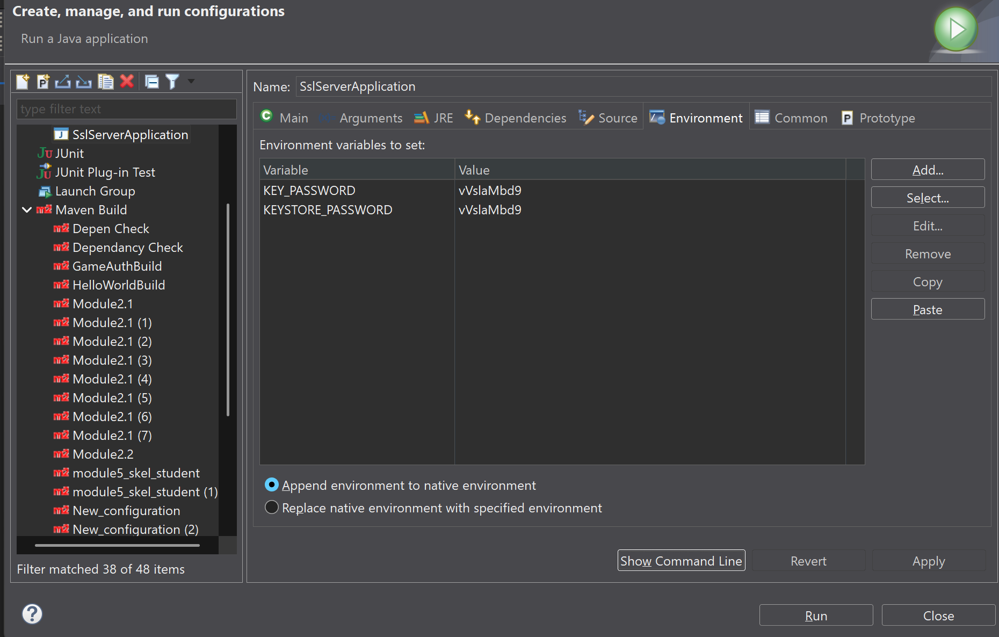 Create, manage, and run configurations
Run a Java application
type filter text
SslServerApplication
JUnit
JUnit Plug-in Test
Launch Group
Maven Build
Depen Check
Dependancy Check
GameAuthBuild
HelloWorldBuild
Module2.1
Module2.1 (1)
Module2.1 (2)
Module2.1 (3)
Module2.1 (4)
Module2.1 (5)
Module2.1 (6)
Module2.1 (7)
Module2.2
module5_skel_student
module5_skel_student (1)
New_configuration
New_configuration (2)
Filter matched 38 of 48 items
Name: SslServerApplication
Main Arguments JRE Dependencies Source Environment Common Prototype
Environment variables to set:
Variable Value
KEY_PASSWORD vVslaMbd9
KEYSTORE_PASSWORD vVslaMbd9
Add...
Select...
Edit...
Remove
Copy
Paste
Append environment to native environment
Replace native environment with specified environment
Show Command Line Revert Apply
Run Close